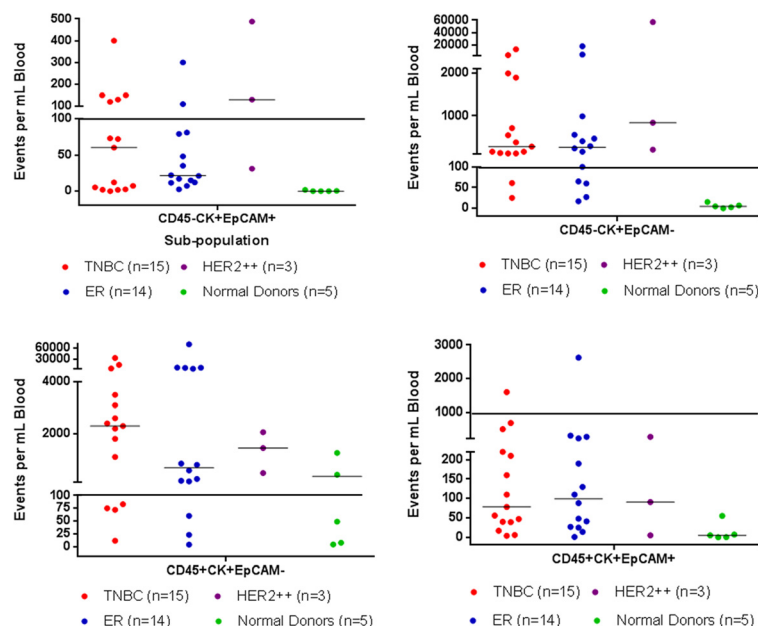 Events per mL Blood
500
400
300
200
100
50
0
CD45-CK+EpCAM+
Sub-population
TNBC (n=15)
HER2++ (n=3)
ER (n=14)
Normal Donors (n=5)
Events per mL Blood
60000
40000
20000
2000
1000
100
50
0
CD45-CK+EpCAM-
TNBC (n=15)
HER2++ (n=3)
ER (n=14)
Normal Donors (n=5)
Events per mL Blood
60000
30000
4000
2000
100
75
50
25
0
CD45+CK+EpCAM-
TNBC (n=15)
HER2++ (n=3)
ER (n=14)
Normal Donors (n=5)
Events per mL Blood
3000
2000
1000
200
150
100
50
0
CD45+CK+EpCAM+
TNBC (n=15)
HER2++ (n=3)
ER (n=14)
Normal Donors (n=5)